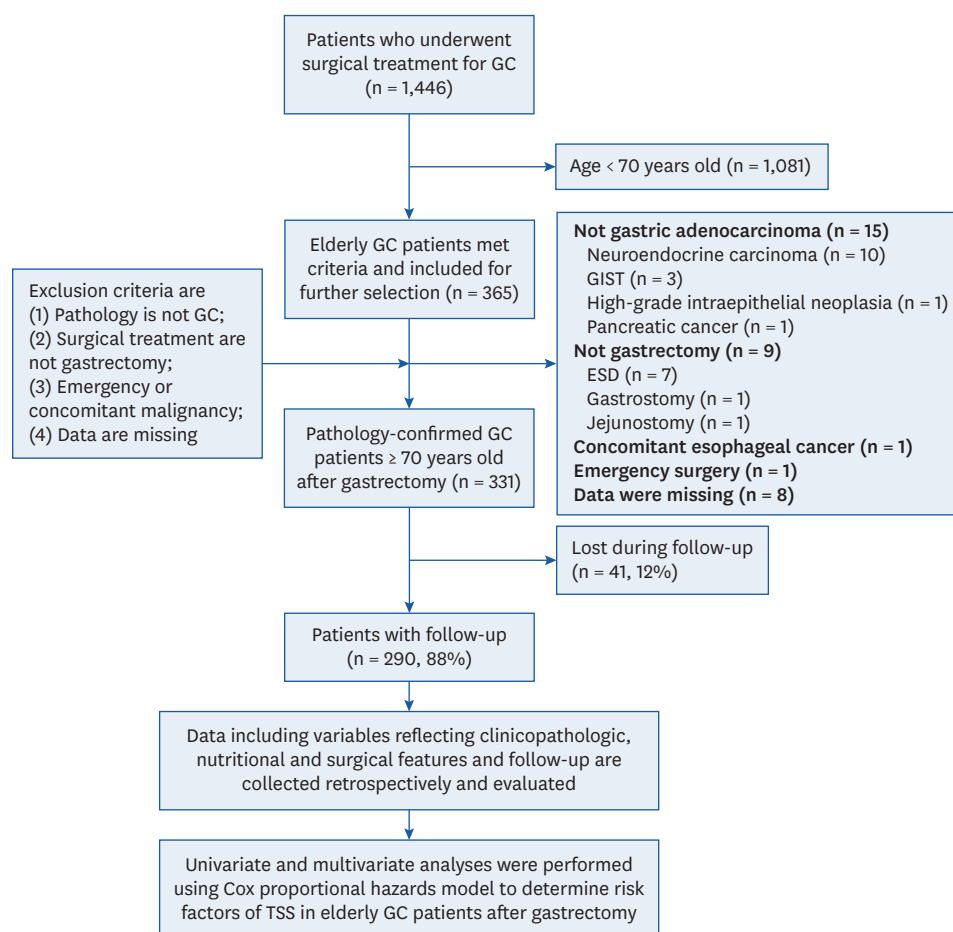 Patients who underwent
surgical treatment for GC
(n = 1,446)
Age < 70 years old (n = 1,081)
Elderly GC patients met
criteria and included for
further selection (n = 365)
Exclusion criteria are
(1) Pathology is not GC;
(2) Surgical treatment are
not gastrectomy;
(3) Emergency or
concomitant malignancy;
(4) Data are missing
Not gastric adenocarcinoma (n = 15)
Neuroendocrine carcinoma (n = 10)
GIST (n = 3)
High-grade intraepithelial neoplasia (n = 1)
Pancreatic cancer (n = 1)
Not gastrectomy (n = 9)
ESD (n = 7)
Gastrostomy (n = 1)
Jejunostomy (n = 1)
Concomitant esophageal cancer (n = 1)
Emergency surgery (n = 1)
Data were missing (n = 8)
Pathology-confirmed GC
patients ≥ 70 years old
after gastrectomy (n = 331)
Lost during follow-up
(n = 41, 12%)
Patients with follow-up
(n = 290, 88%)
Data including variables reflecting clinicopathologic,
nutritional and surgical features and follow-up are
collected retrospectively and evaluated
Univariate and multivariate analyses were performed
using Cox proportional hazards model to determine risk
factors of TSS in elderly GC patients after gastrectomy